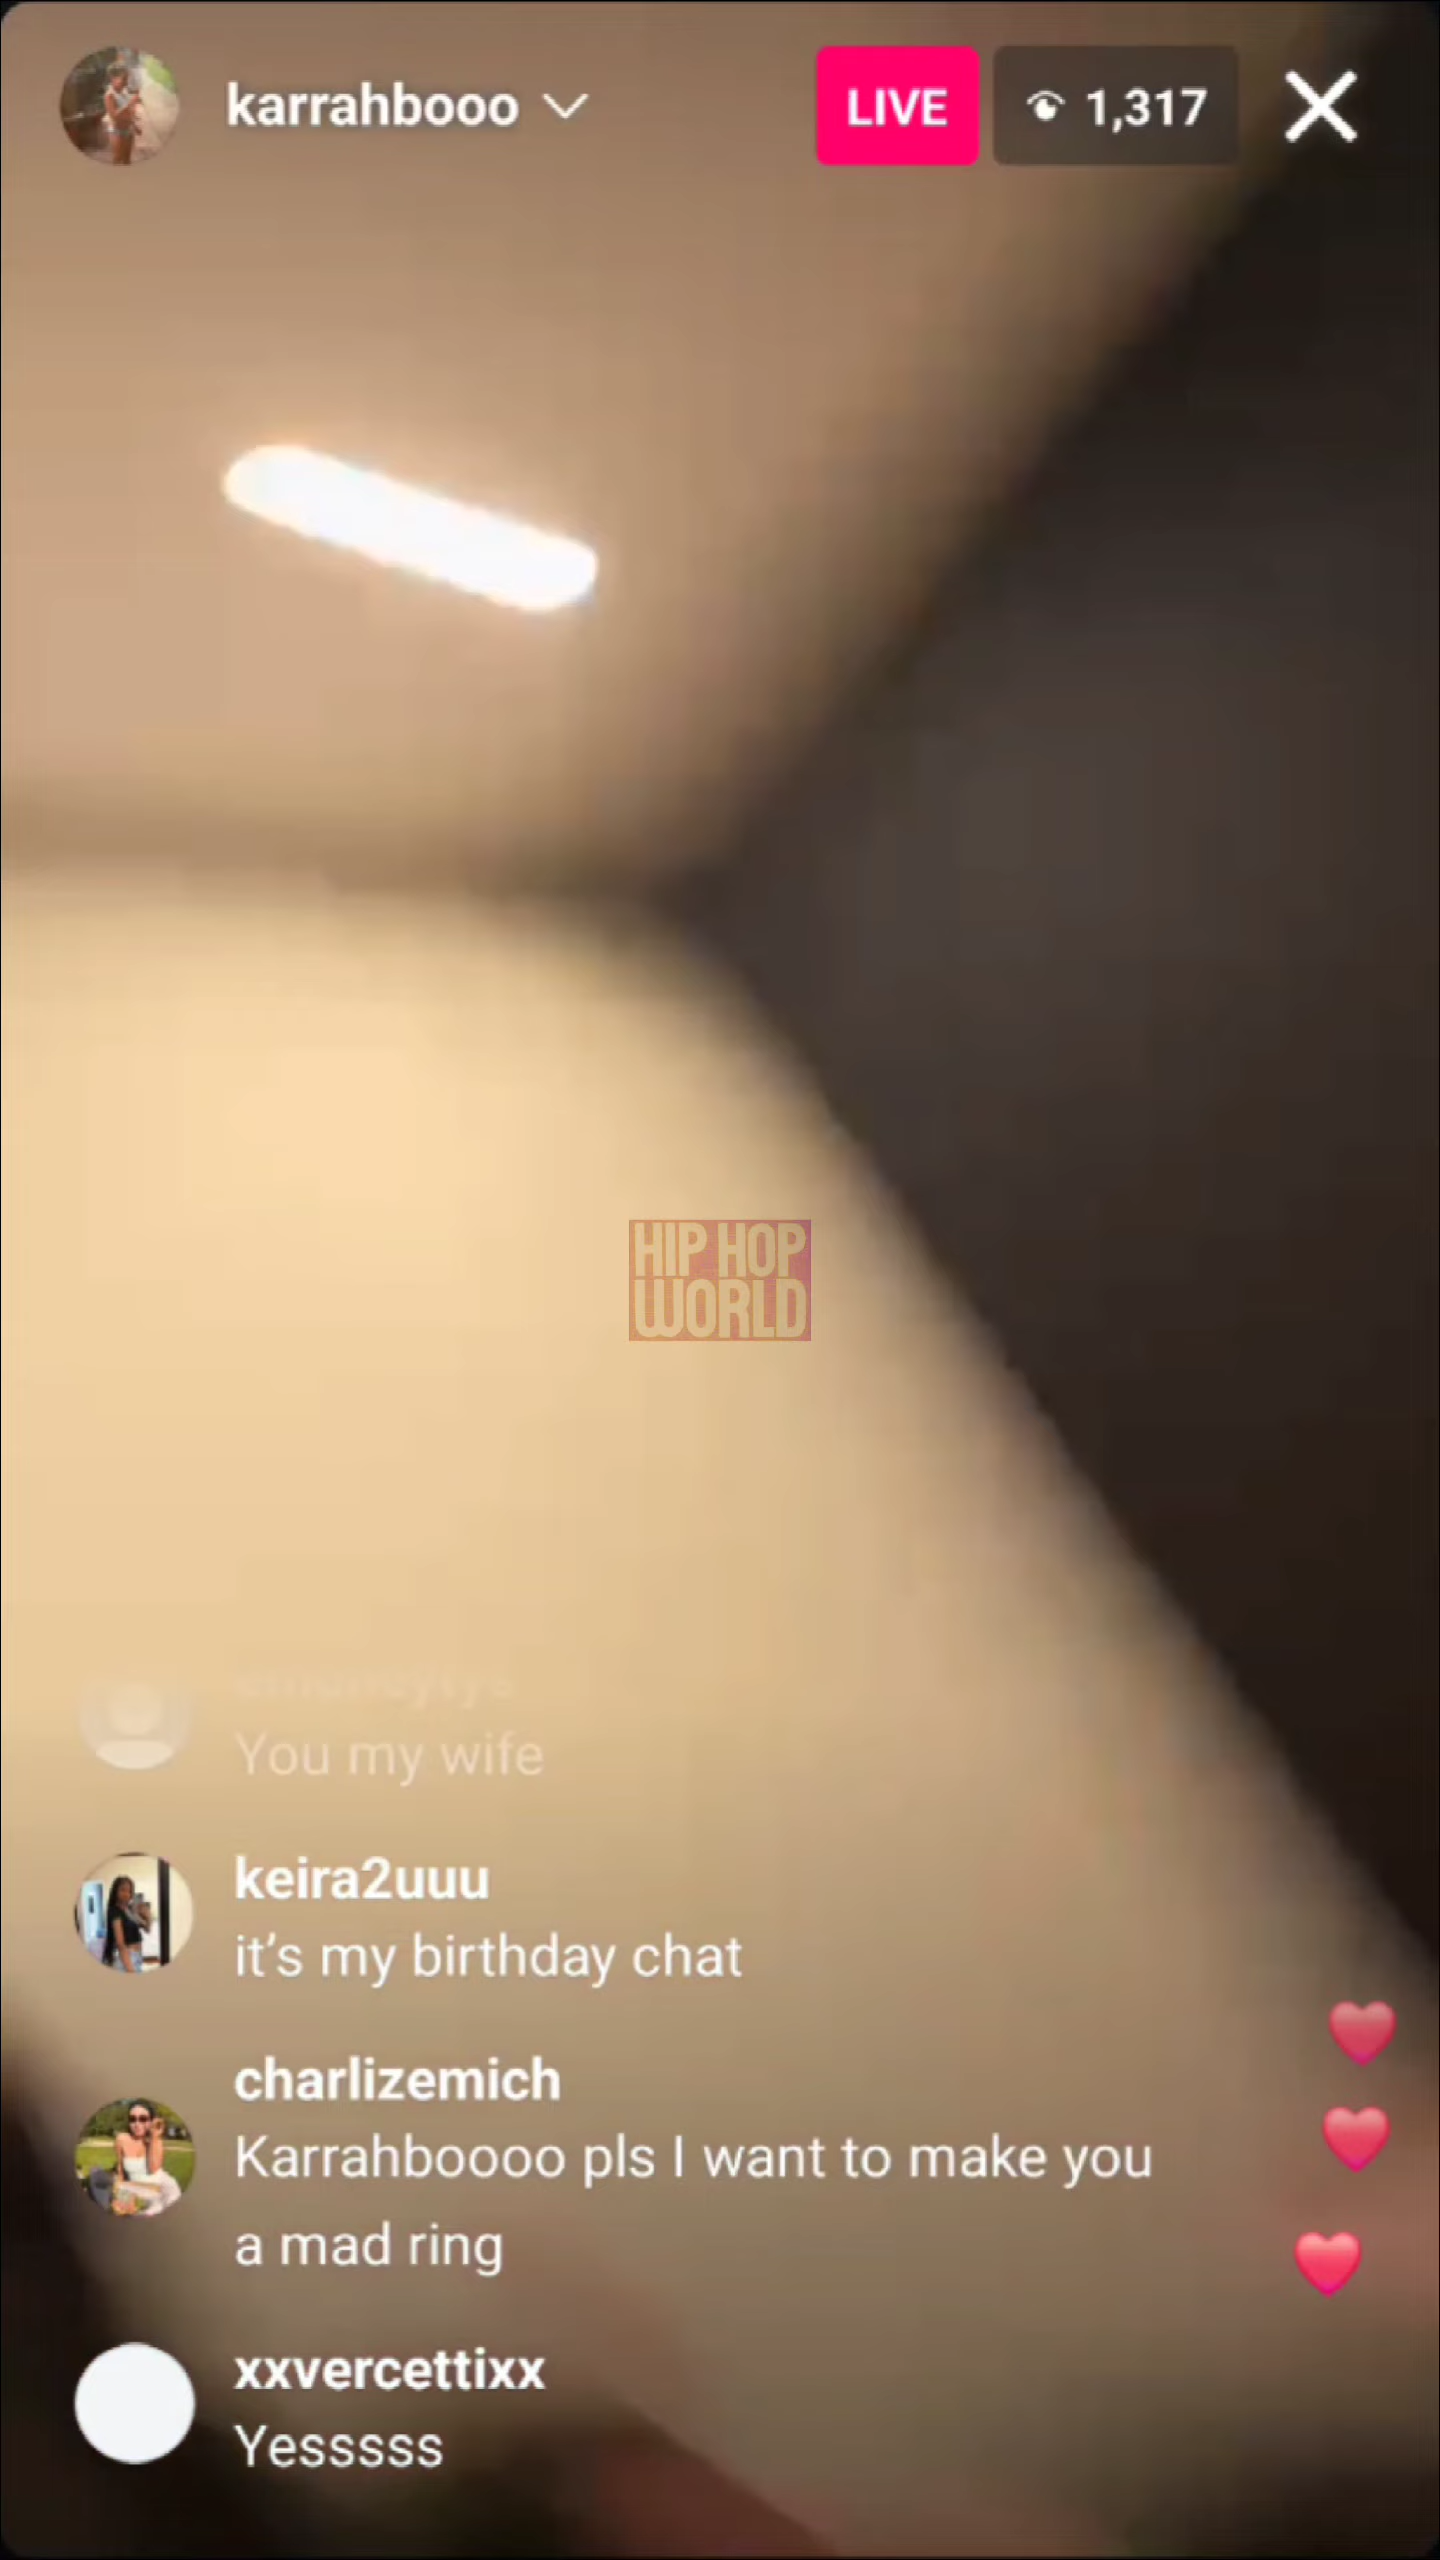 karrahbooo
LIVE
1,317
HIP HOP
WORLD
You my wife
keira2uuu
it's my birthday chat
charlizemich
Karrahboooo pls I want to make you
a mad ring
xxvercettixx
Yesssss